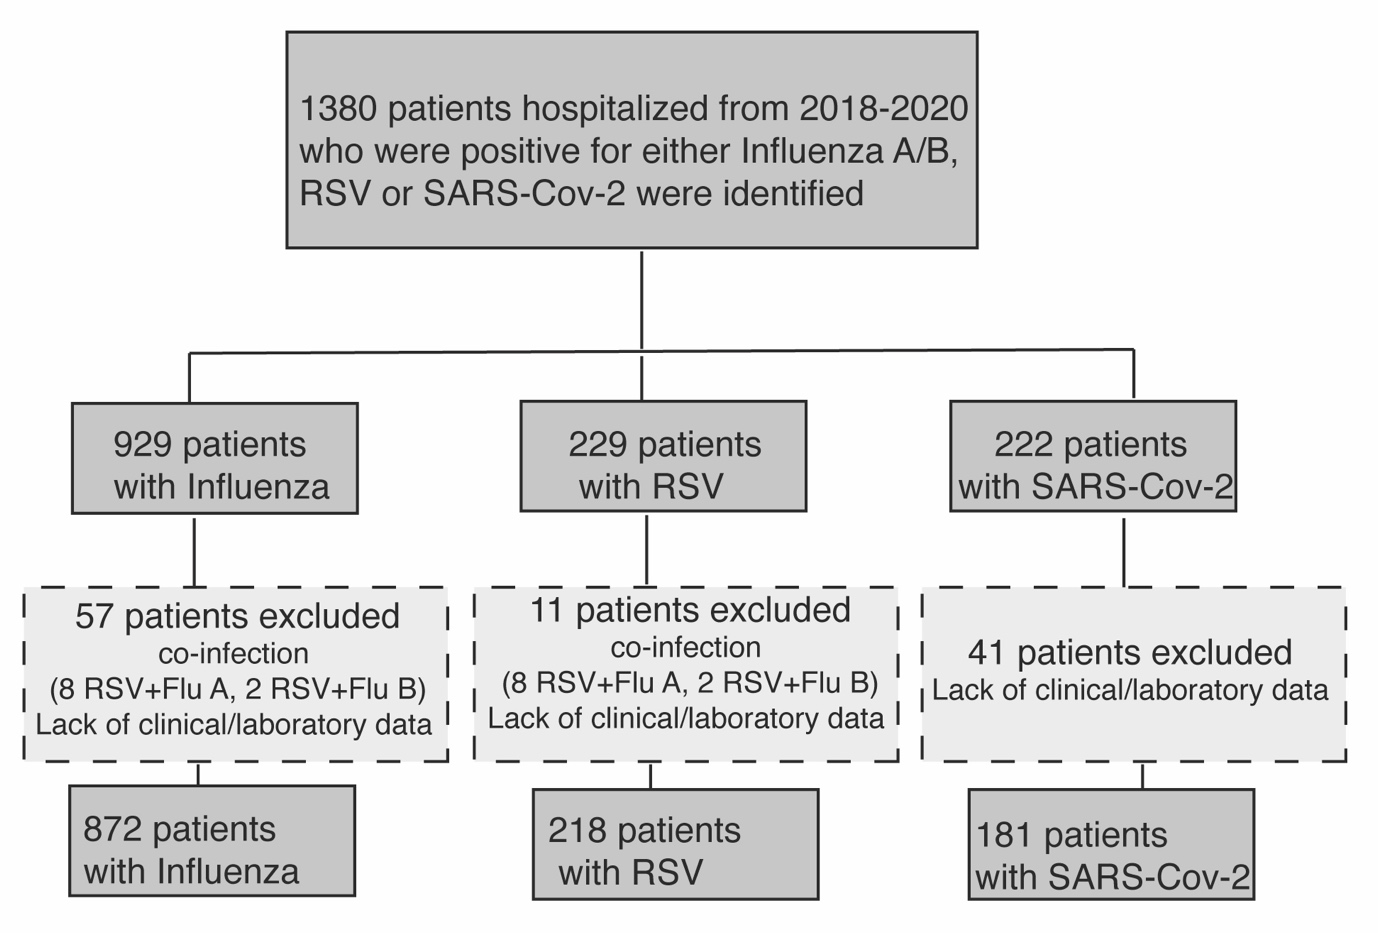 1380 patients hospitalized from 2018-2020
who were positive for either Influenza A/B,
RSV or SARS-Cov-2 were identified
929 patients
with Influenza
229 patients
with RSV
222 patients
with SARS-Cov-2
57 patients excluded
co-infection
(8 RSV+Flu A, 2 RSV+Flu B)
Lack of clinical/laboratory data
11 patients excluded
co-infection
(8 RSV+Flu A, 2 RSV+Flu B)
Lack of clinical/laboratory data
41 patients excluded
Lack of clinical/laboratory data
872 patients
with Influenza
218 patients
with RSV
181 patients
with SARS-Cov-2